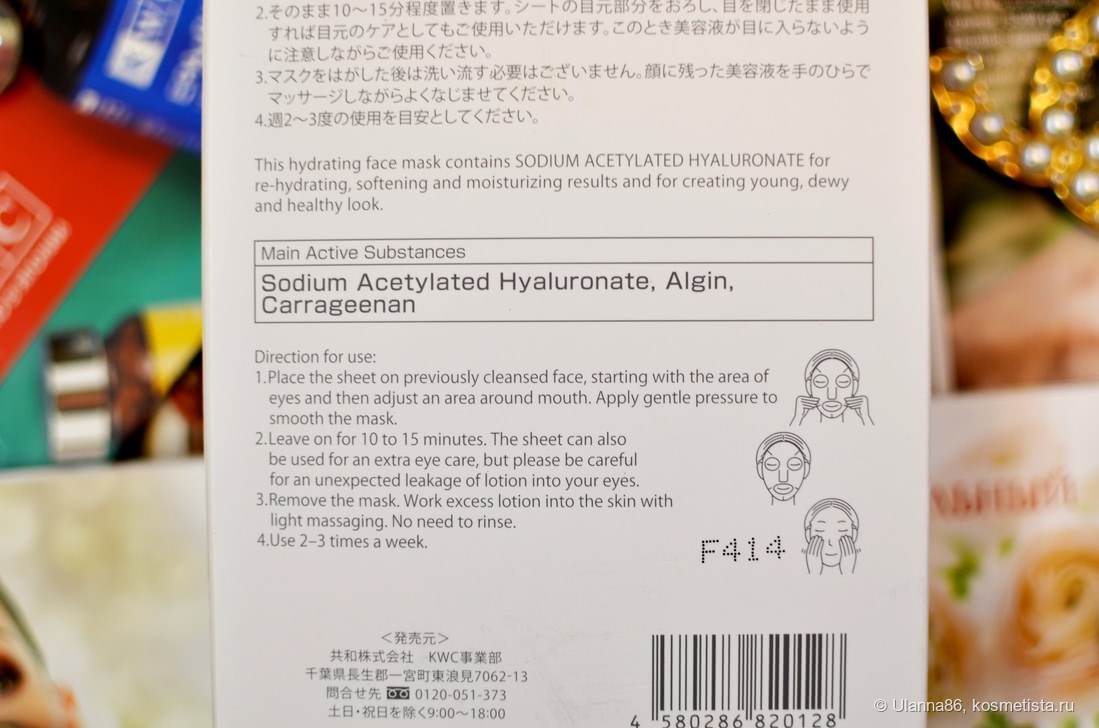 2.そのまま10〜15分程度置きます。シートの目元部分をおろし、目を閉じたまま使用
すれば目元のケアとしてもご使用いただけます。このとき美容液が目に入らないよう
に注意しながらご使用ください。
3.マスクをはがした後は洗い流す必要はございません。顔に残った美容液を手のひらで
マッサージしながらよくなじませてください。
4.週2〜3度の使用を目安としてください。
This hydrating face mask contains SODIUM ACETYLATED HYALURONATE for
re-hydrating, softening and moisturizing results and for creating young, dewy
and healthy look.
Main Active Substances
Sodium Acetylated Hyaluronate, Algin,
Carrageenan
Direction for use:
1.Place the sheet on previously cleansed face, starting with the area of
eyes and then adjust an area around mouth. Apply gentle pressure to
smooth the mask.
2.Leave on for 10 to 15 minutes. The sheet can also
be used for an extra eye care, but please be careful
for an unexpected leakage of lotion into your eyes.
3.Remove the mask. Work excess lotion into the skin with
light massaging. No need to rinse.
4.Use 2–3 times a week.
F414
＜発売元＞
共和株式会社 KWC事業部
千葉県長生郡一宮町東浪見7062-13
問合せ先 0120-051-373
土日・祝日を除く9:00〜18:00
4 580286 820128
© Ulanna86, kosmetista.ru